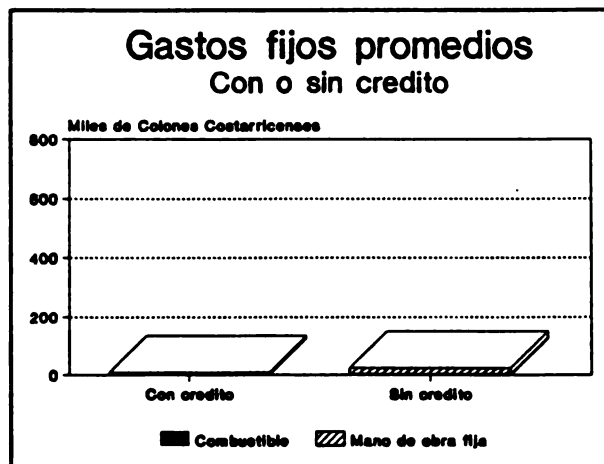 Gastos fijos promedios
Con o sin credito
Miles de Colones Costarricenses
800
600
400
200
0
Con credito
Sin credito
Combustible
Mano de obra fija